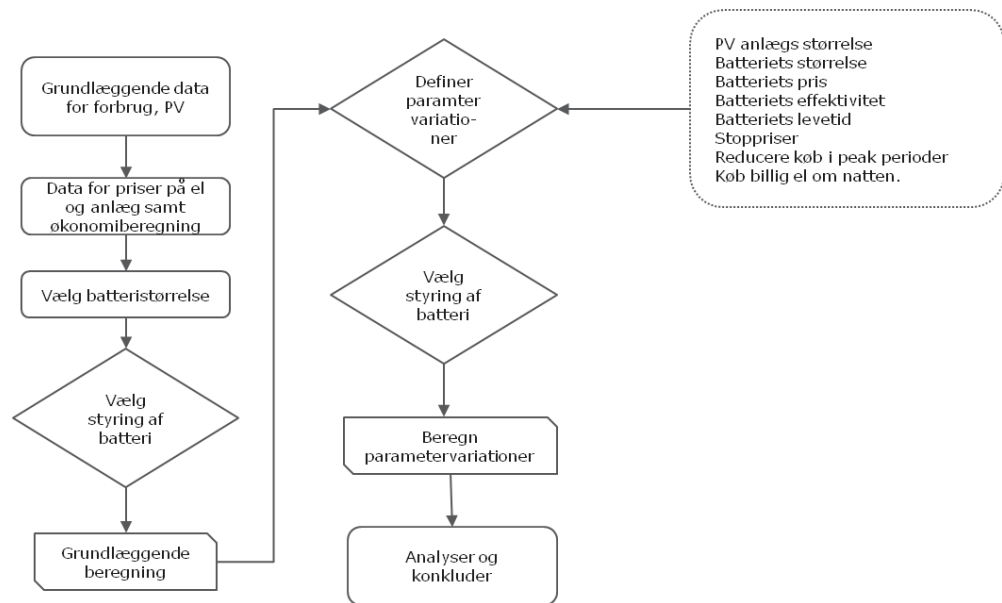 Grundlæggende data
for forbrug, PV
Data for priser på el
og anlæg samt
økonomiberegning
Vælg batteristørrelse
Vælg
styring af
batteri
Grundlæggende
beregning
Definer
paramter
variatio-
ner
Vælg
styring af
batteri
Beregn
parametervariationer
Analyser og
konkluder
PV anlægs størrelse
Batteriets størrelse
Batteriets pris
Batteriets effektivitet
Batteriets levetid
Stoppriser
Reducere køb i peak perioder
Køb billig el om natten.